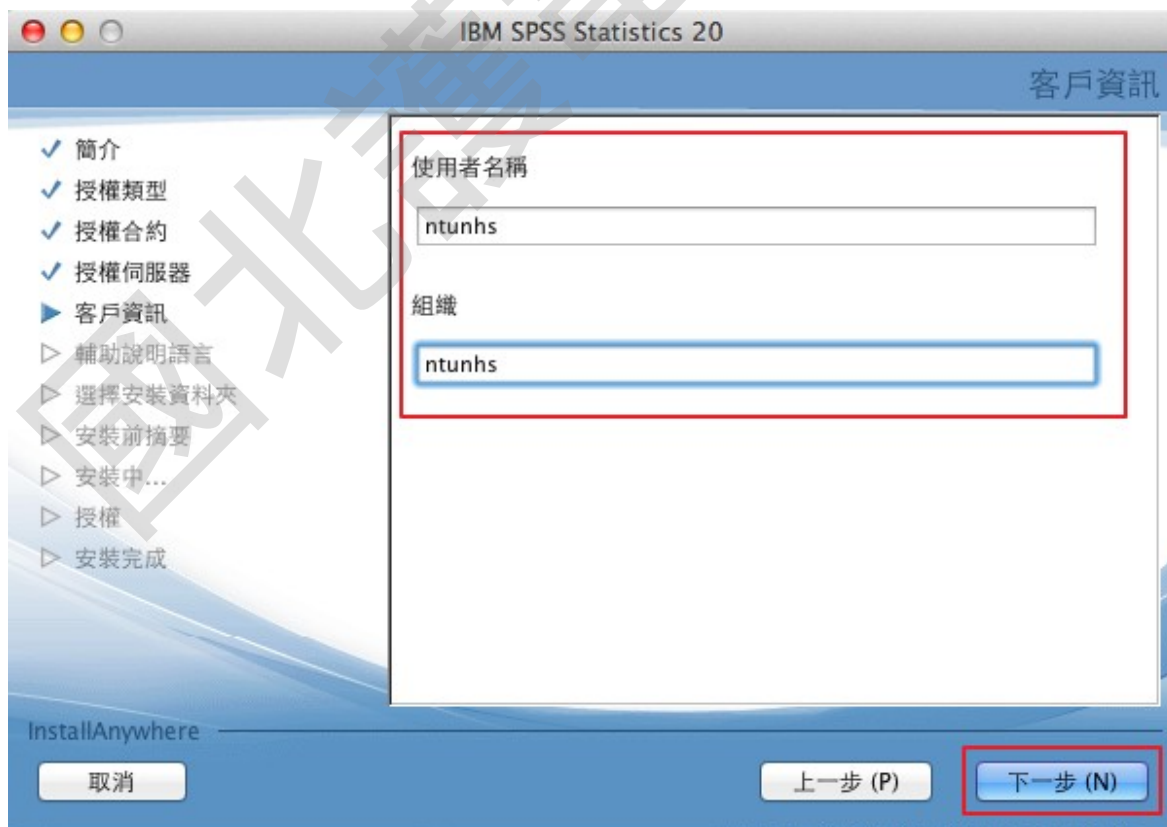 IBM SPSS Statistics 20
客戶資訊
簡介
授權類型
授權合約
授權伺服器
客戶資訊
輔助說明語言
選擇安裝資料夾
安裝前摘要
安裝中...
授權
安裝完成
使用者名稱
ntunhs
組織
ntunhs
InstallAnywhere
取消
上一步 (P)
下一步 (N)
國北護